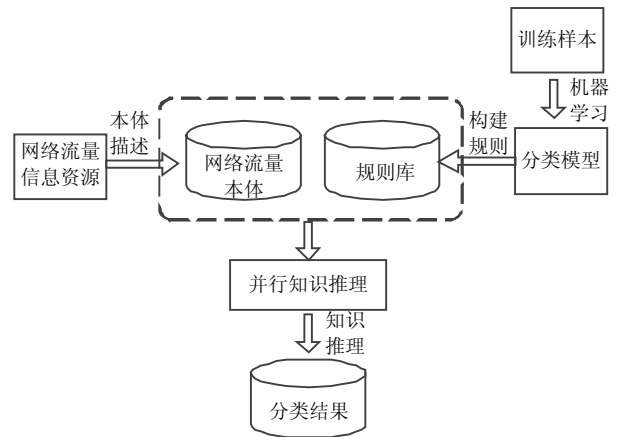 训练样本
机器
学习
本体
描述
构建
规则
网络流量
信息资源
网络流量
本体
规则库
分类模型
并行知识推理
知识
推理
分类结果